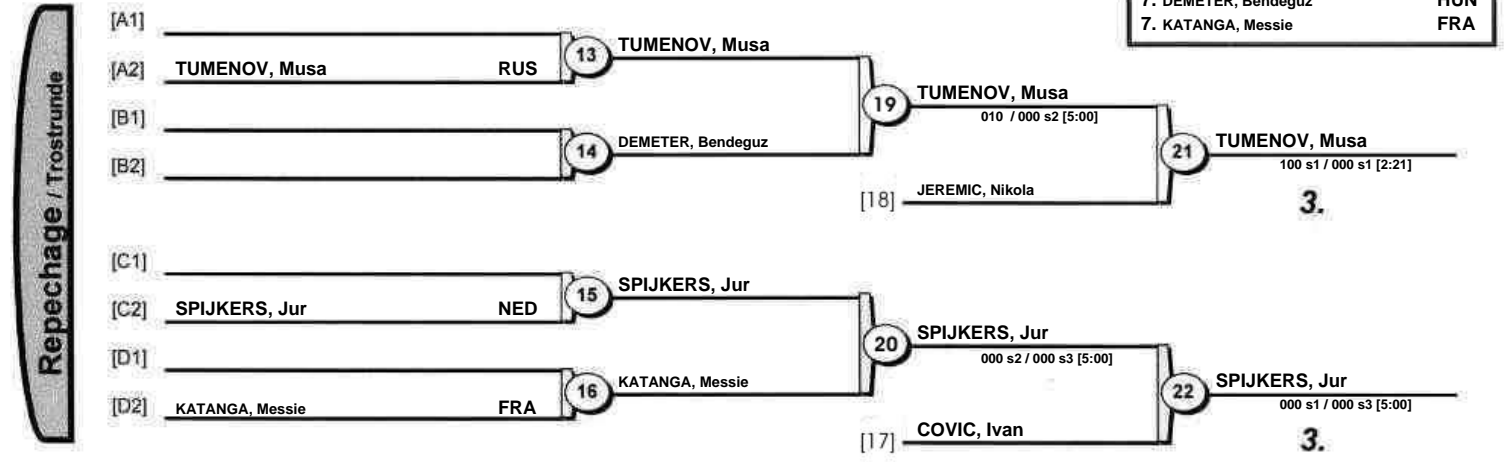 7. DEMETER, Bendeguz HUN
7. KATANGA, Messie FRA
Repechage / Trostrunde
[A1]
[A2] TUMENOV, Musa RUS
13
TUMENOV, Musa
[B1]
[B2]
14
DEMETER, Bendeguz
19
TUMENOV, Musa
010 / 000 s2 [5:00]
[18] JEREMIC, Nikola
21
TUMENOV, Musa
100 s1 / 000 s1 [2:21]
3.
[C1]
[C2] SPIJKERS, Jur NED
15
SPIJKERS, Jur
[D1]
[D2] KATANGA, Messie FRA
16
KATANGA, Messie
20
SPIJKERS, Jur
000 s2 / 000 s3 [5:00]
[17] COVIC, Ivan
22
SPIJKERS, Jur
000 s1 / 000 s3 [5:00]
3.